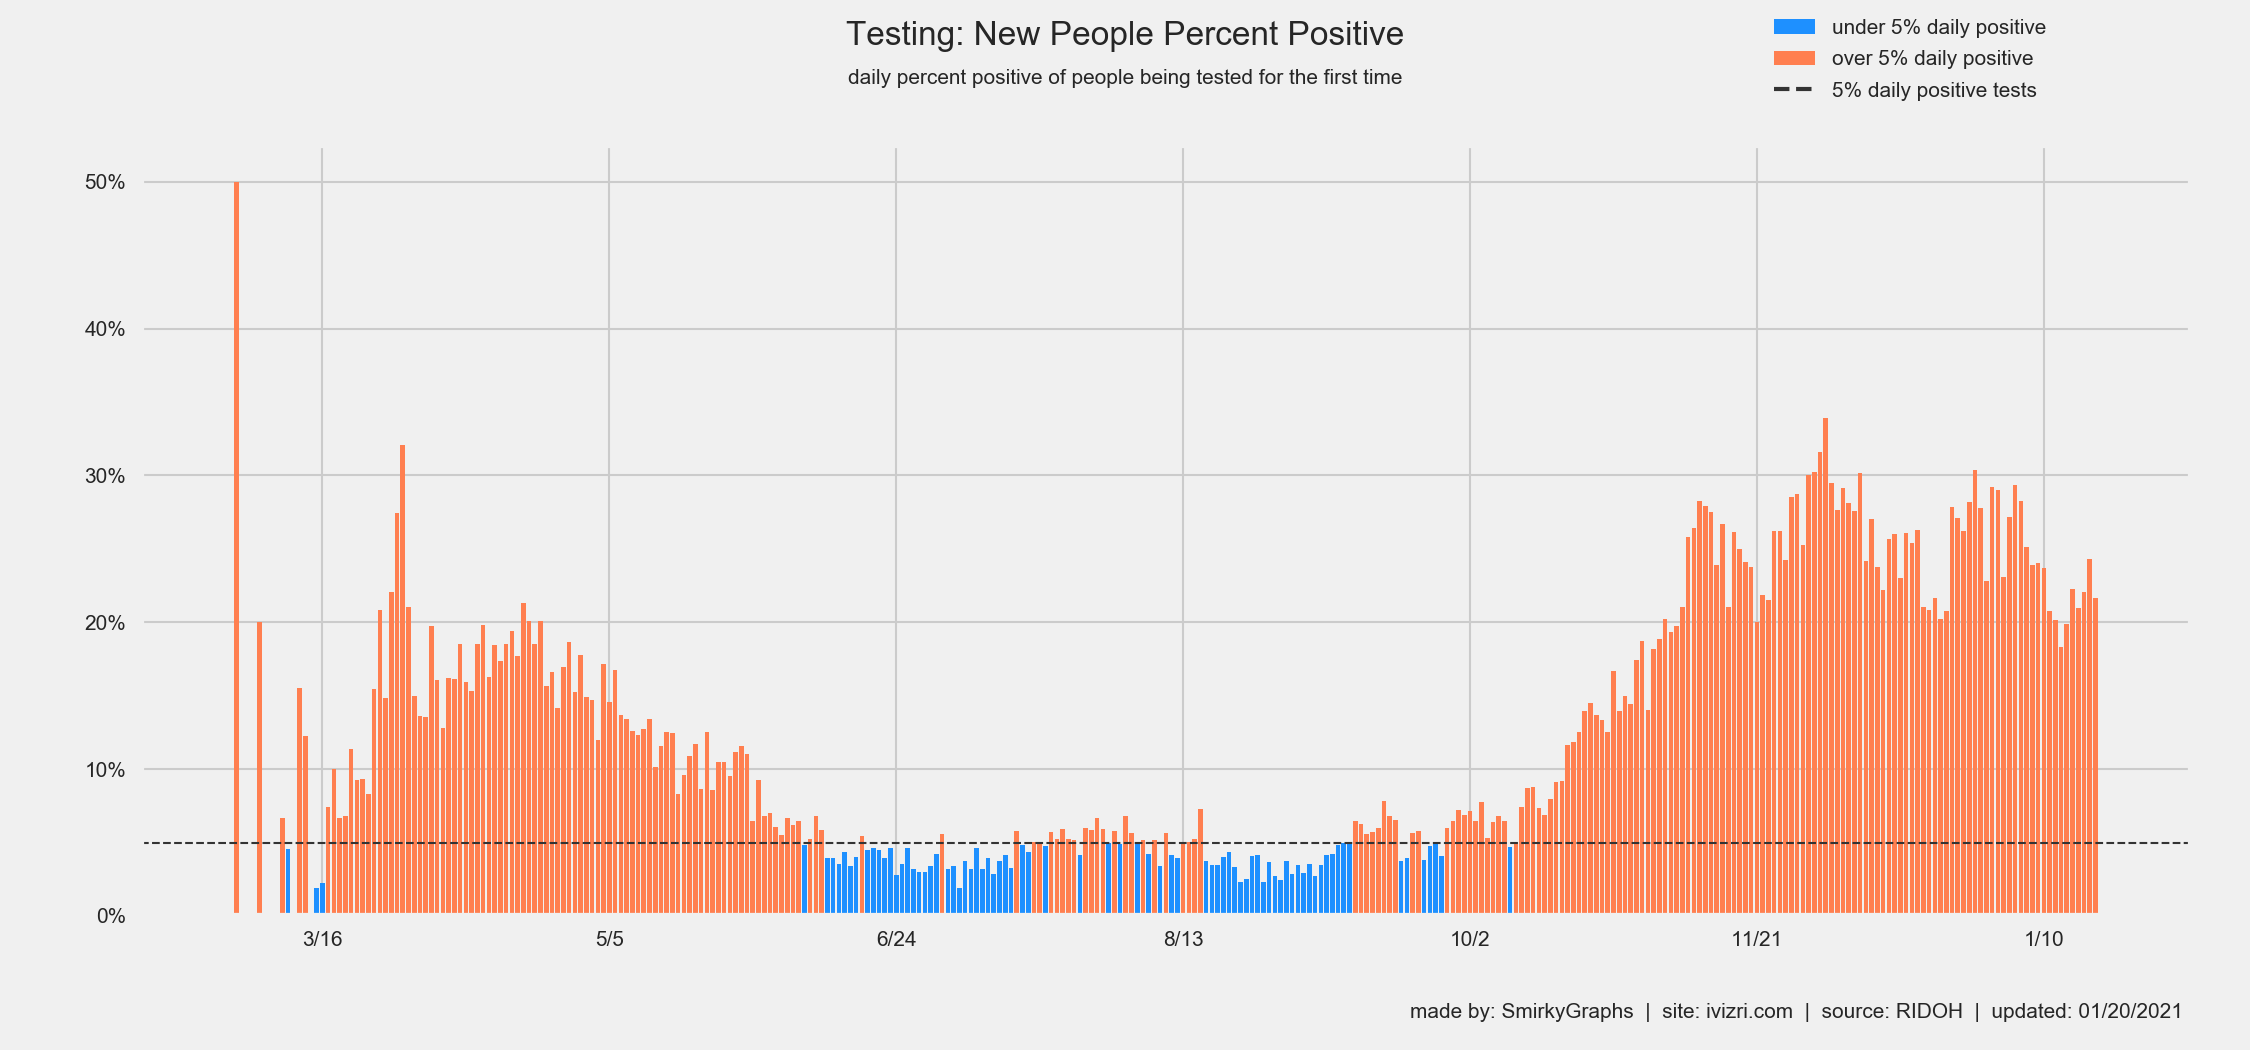 Testing: New People Percent Positive
daily percent positive of people being tested for the first time
under 5% daily positive
over 5% daily positive
5% daily positive tests
50%
40%
30%
20%
10%
0%
3/16 5/5 6/24 8/13 10/2 11/21 1/10
made by: SmirkyGraphs | site: ivizri.com | source: RIDOH | updated: 01/20/2021